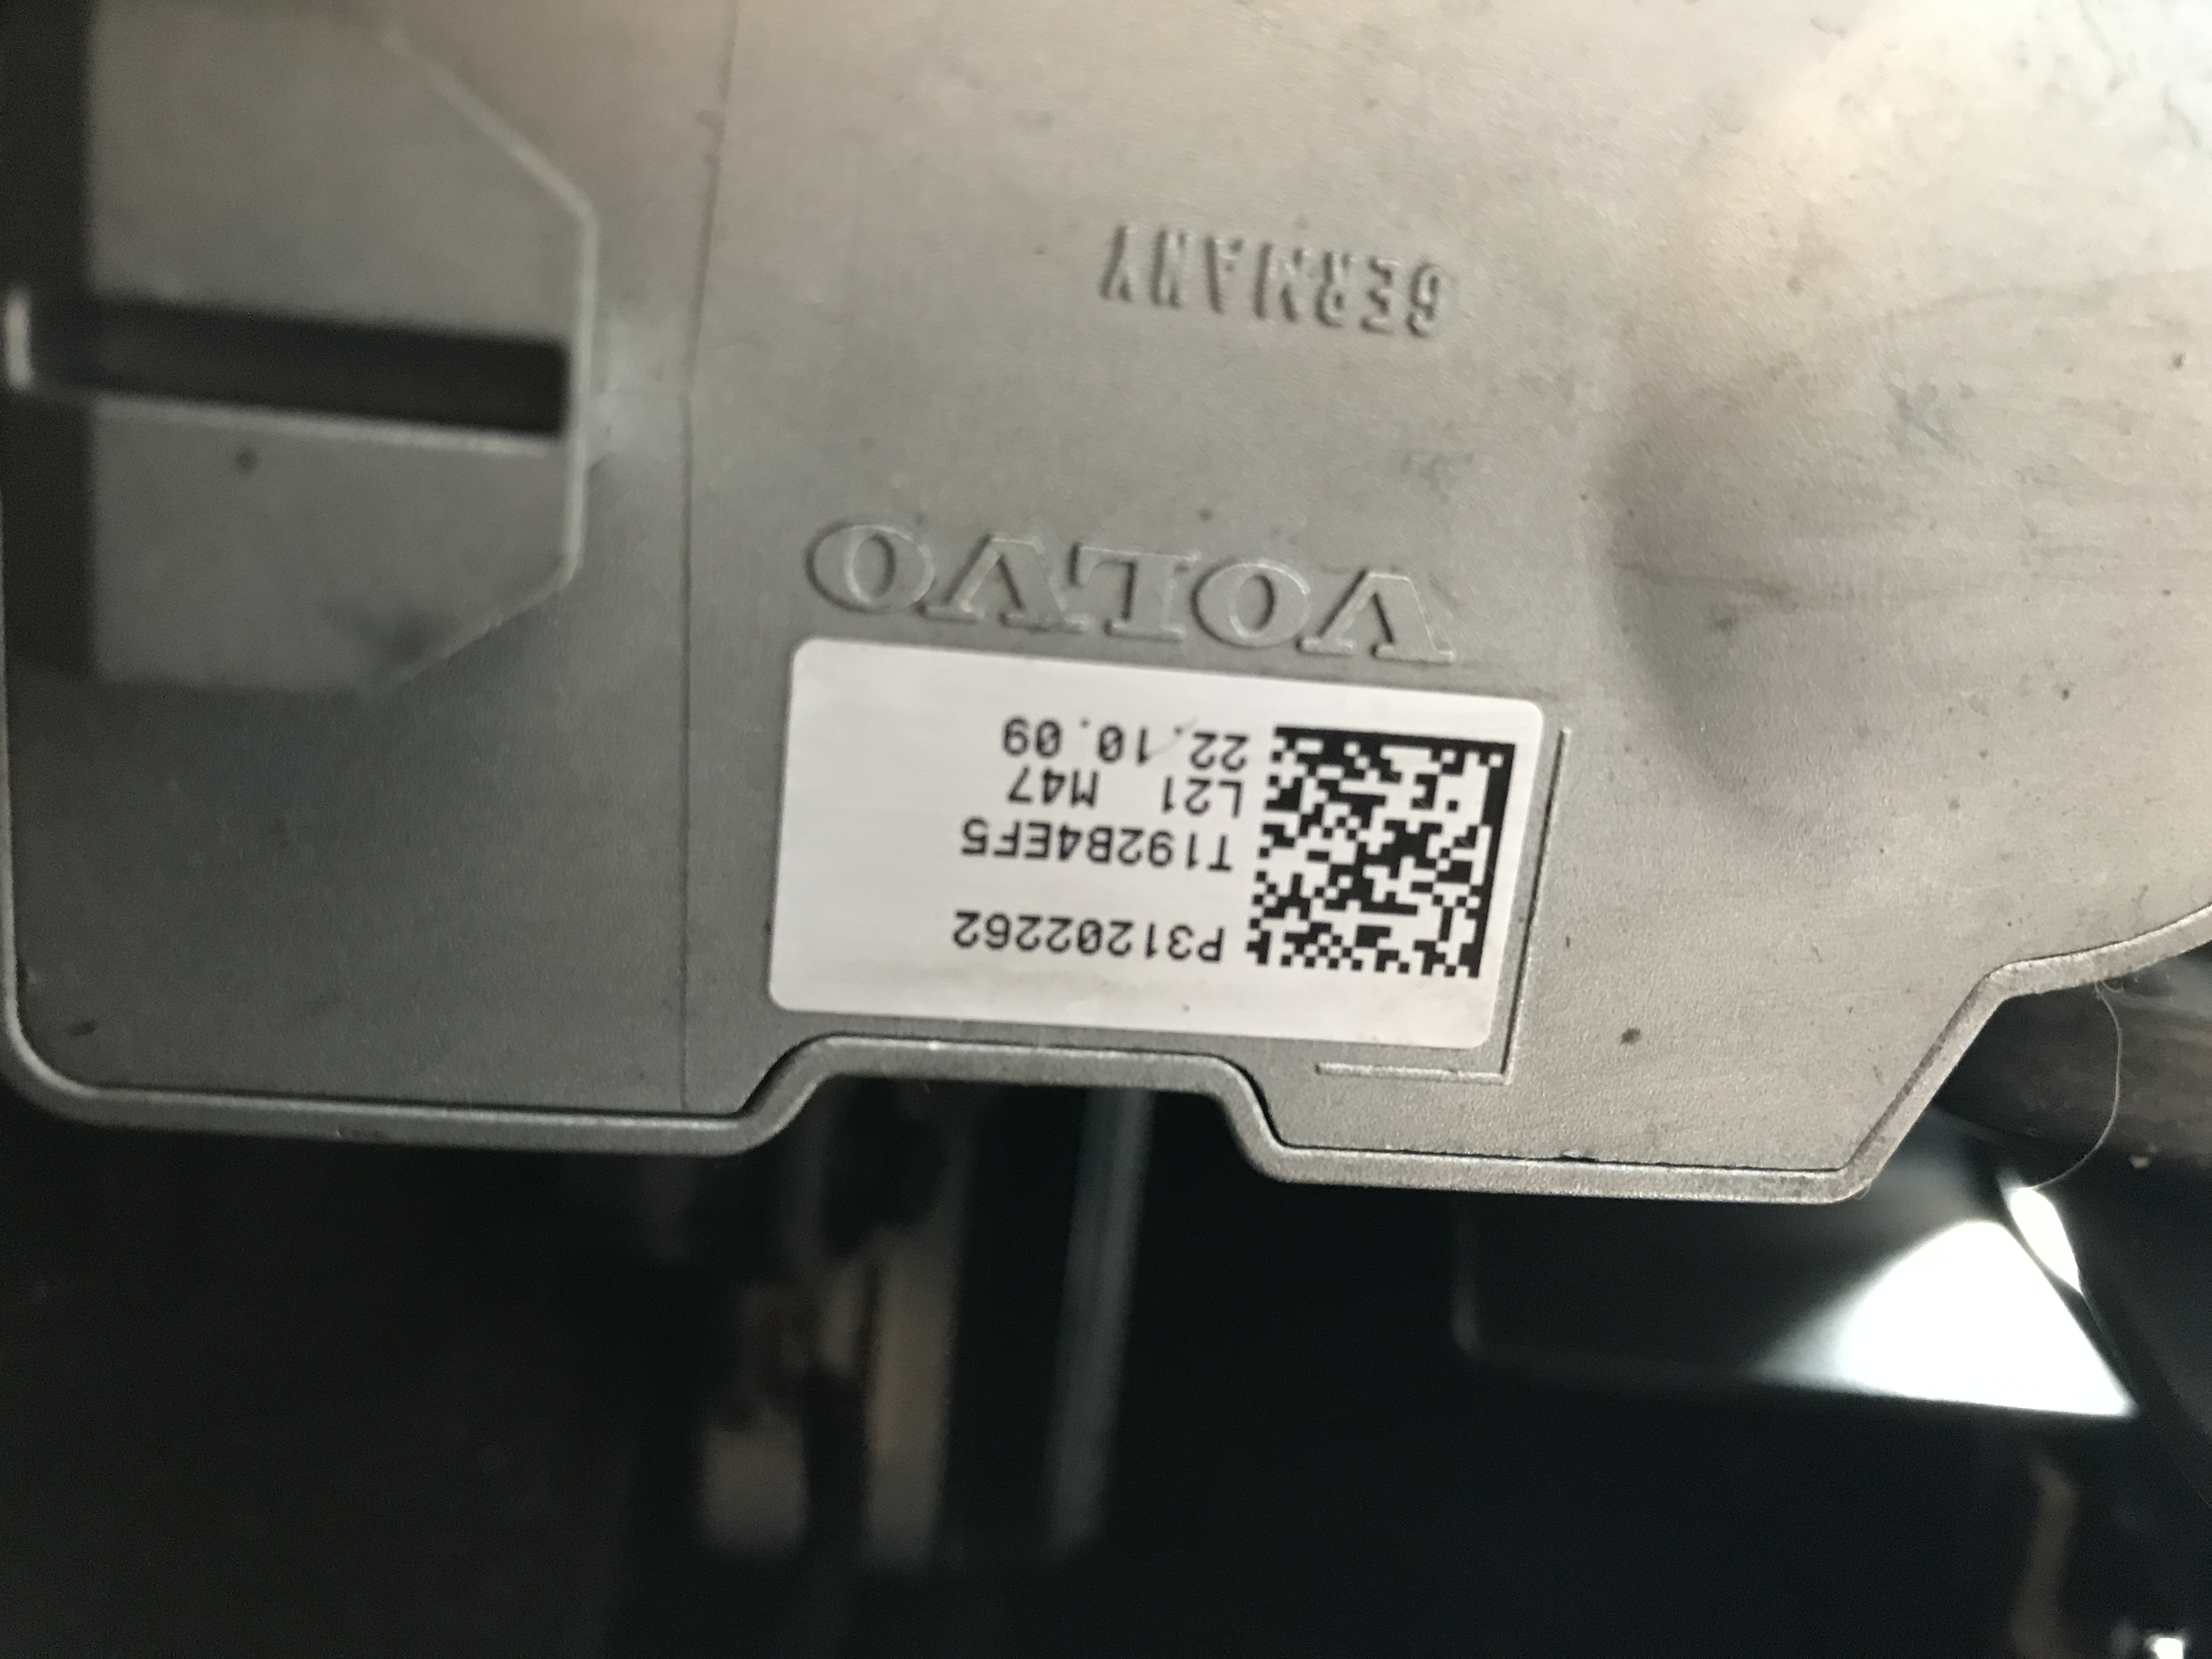 P31202262
T192B4EF5
L21 M47
22.10.09
VOLVO
GERMANY